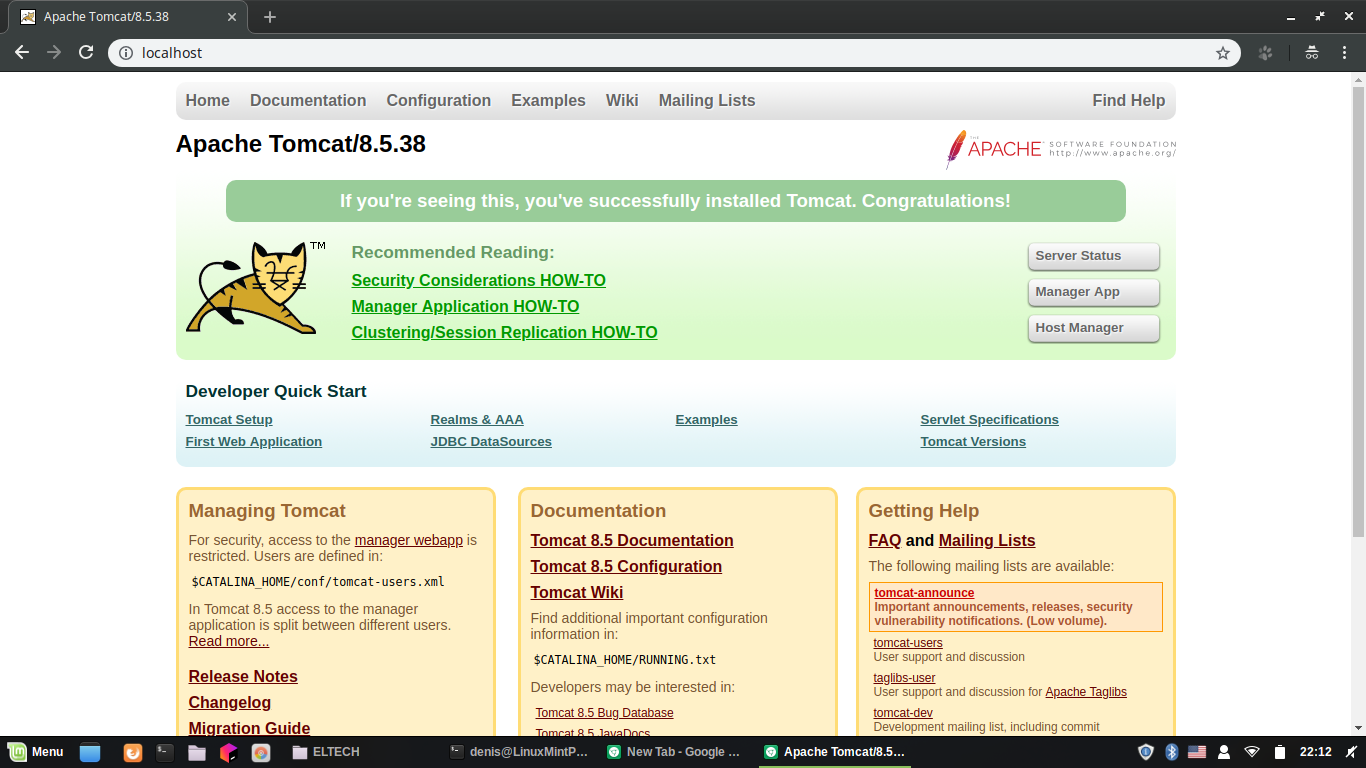 Apache Tomcat/8.5.38
localhost
Home Documentation Configuration Examples Wiki Mailing Lists Find Help
Apache Tomcat/8.5.38
THE APACHE SOFTWARE FOUNDATION
http://www.apache.org/
If you're seeing this, you've successfully installed Tomcat. Congratulations!
TM
Recommended Reading:
Security Considerations HOW-TO
Manager Application HOW-TO
Clustering/Session Replication HOW-TO
Server Status
Manager App
Host Manager
Developer Quick Start
Tomcat Setup
First Web Application
Realms & AAA
JDBC DataSources
Examples
Servlet Specifications
Tomcat Versions
Managing Tomcat
For security, access to the manager webapp is
restricted. Users are defined in:
$CATALINA_HOME/conf/tomcat-users.xml
In Tomcat 8.5 access to the manager
application is split between different users.
Read more...
Release Notes
Changelog
Migration Guide
Documentation
Tomcat 8.5 Documentation
Tomcat 8.5 Configuration
Tomcat Wiki
Find additional important configuration
information in:
$CATALINA_HOME/RUNNING.txt
Developers may be interested in:
Tomcat 8.5 Bug Database
Tomcat 8.5 JavaDocs
Getting Help
FAQ and Mailing Lists
The following mailing lists are available:
tomcat-announce
Important announcements, releases, security
vulnerability notifications. (Low volume).
tomcat-users
User support and discussion
taglibs-user
User support and discussion for Apache Taglibs
tomcat-dev
Development mailing list, including commit
Menu ELTECH denis@LinuxMintP... New Tab - Google ... Apache Tomcat/8.5... 22:12